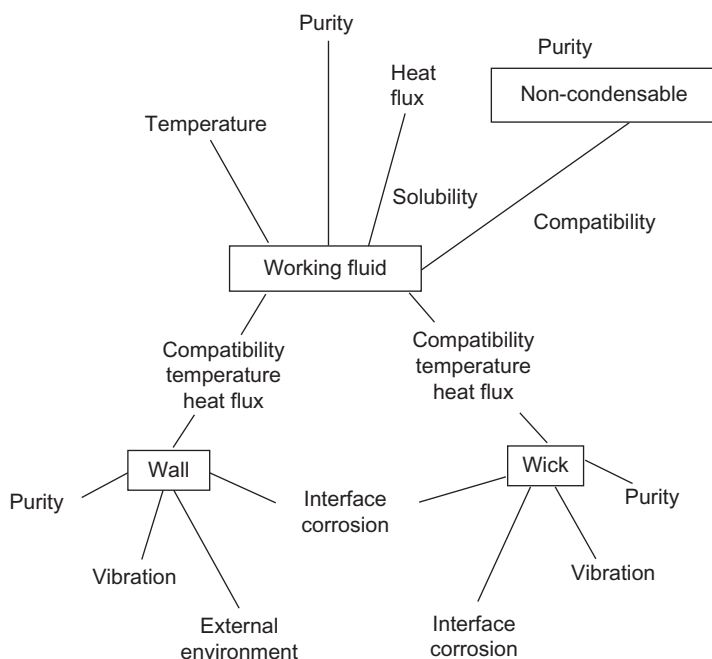 Purity
Purity
Heat
flux
Non-condensable
Temperature
Solubility
Compatibility
Working fluid
Compatibility
temperature
heat flux
Compatibility
temperature
heat flux
Wall
Wick
Purity
Interface
corrosion
Purity
Vibration
Vibration
External
environment
Interface
corrosion